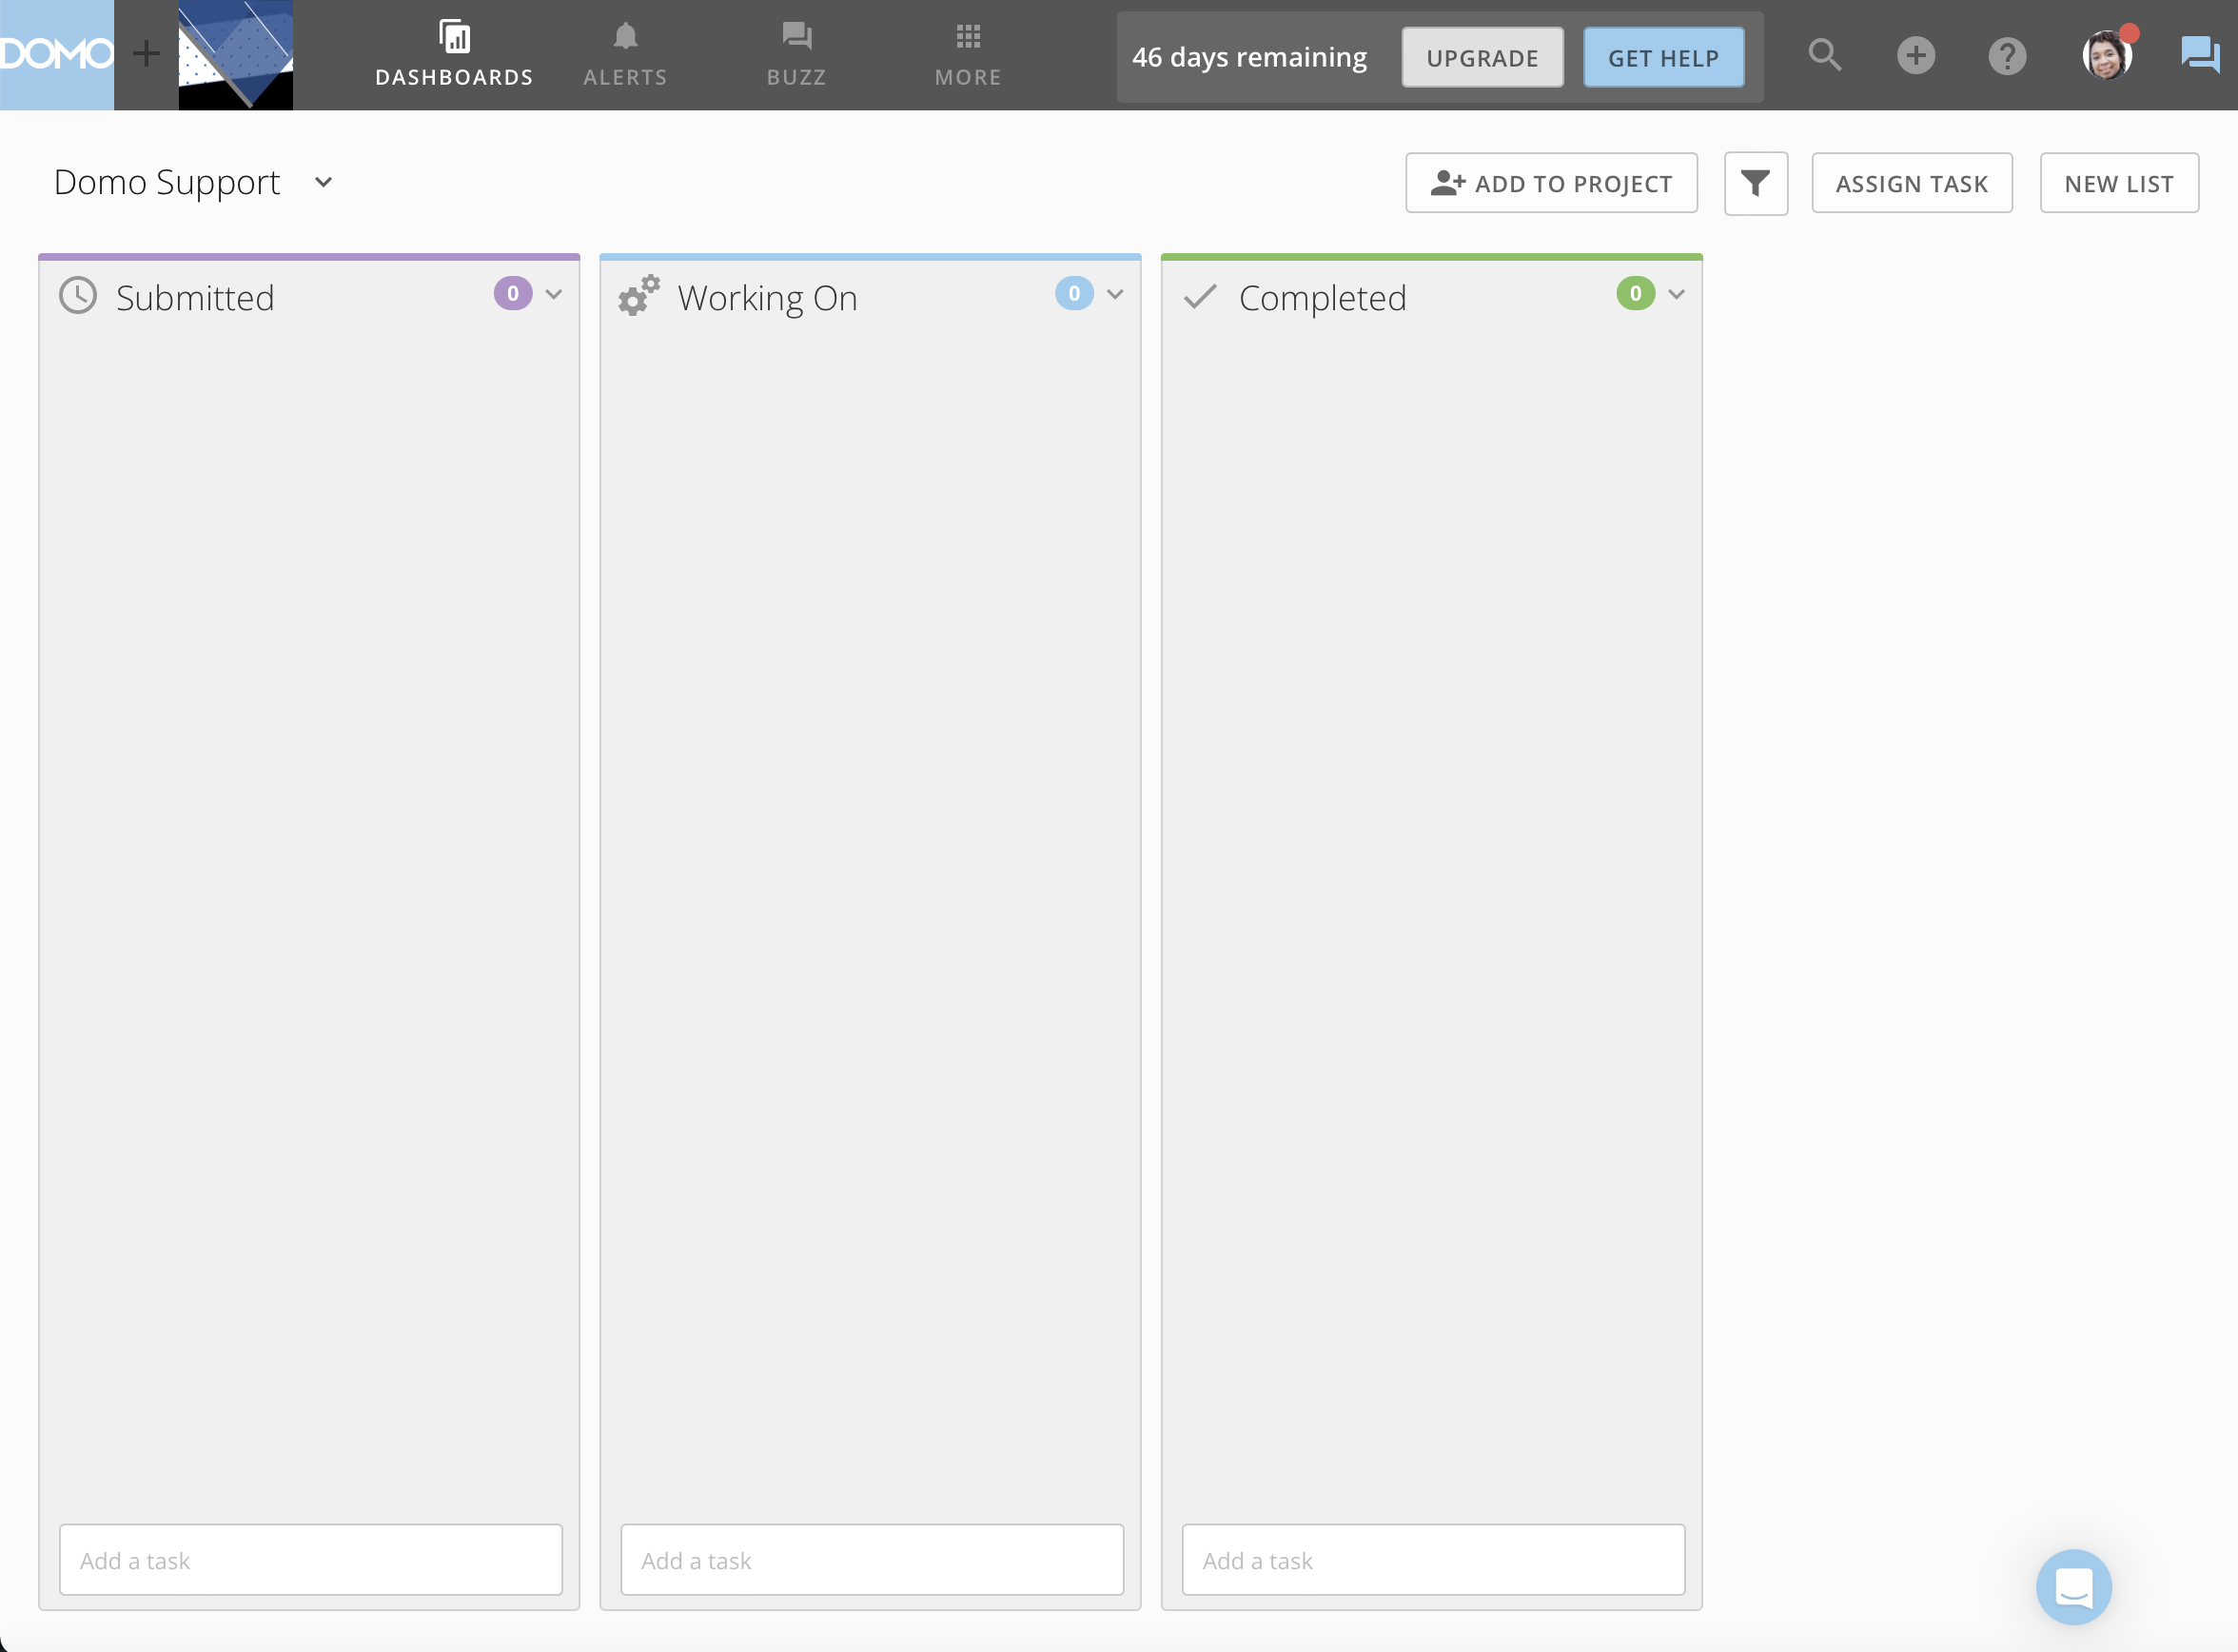 DOMO
DASHBOARDS
ALERTS
BUZZ
MORE
46 days remaining
UPGRADE
GET HELP
Domo Support
ADD TO PROJECT
ASSIGN TASK
NEW LIST
Submitted
0
Working On
0
Completed
0
Add a task
Add a task
Add a task